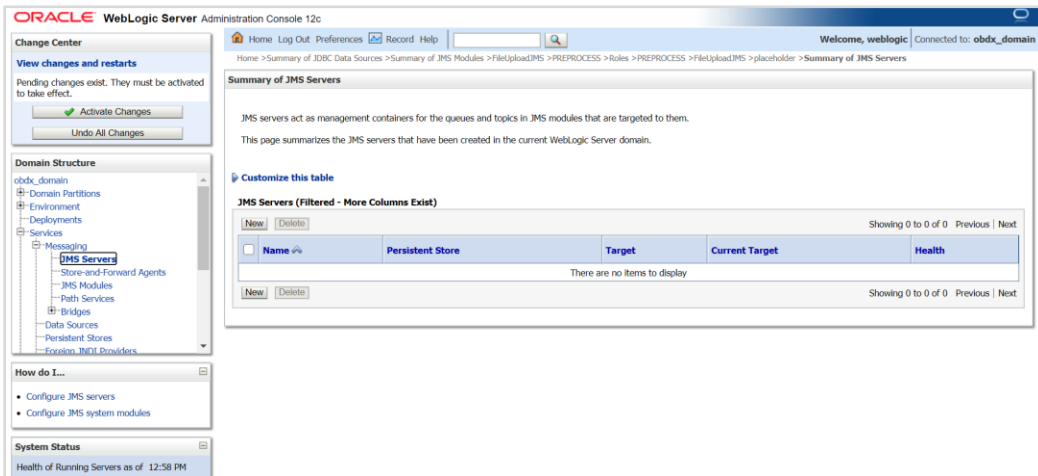 ORACLE WebLogic Server Administration Console 12c
Change Center
View changes and restarts
Pending changes exist. They must be activated
to take effect.
Activate Changes
Undo All Changes
Domain Structure
obdx_domain
Domain Partitions
Environment
Deployments
Services
Messaging
JMS Servers
Store-and-Forward Agents
JMS Modules
Path Services
Bridges
Data Sources
Persistent Stores
Foreign JNDI Providers
How do I...
Configure JMS servers
Configure JMS system modules
System Status
Health of Running Servers as of 12:58 PM
Home Log Out Preferences Record Help
Welcome, weblogic Connected to: obdx_domain
Home >Summary of JDBC Data Sources >Summary of JMS Modules >FileUploadJMS >PREPROCESS >Roles >PREPROCESS >FileUploadJMS >placeholder >Summary of JMS Servers
Summary of JMS Servers
JMS servers act as management containers for the queues and topics in JMS modules that are targeted to them.
This page summarizes the JMS servers that have been created in the current WebLogic Server domain.
Customize this table
JMS Servers (Filtered - More Columns Exist)
New Delete Showing 0 to 0 of 0 Previous | Next
Name Persistent Store Target Current Target Health
There are no items to display
New Delete Showing 0 to 0 of 0 Previous | Next